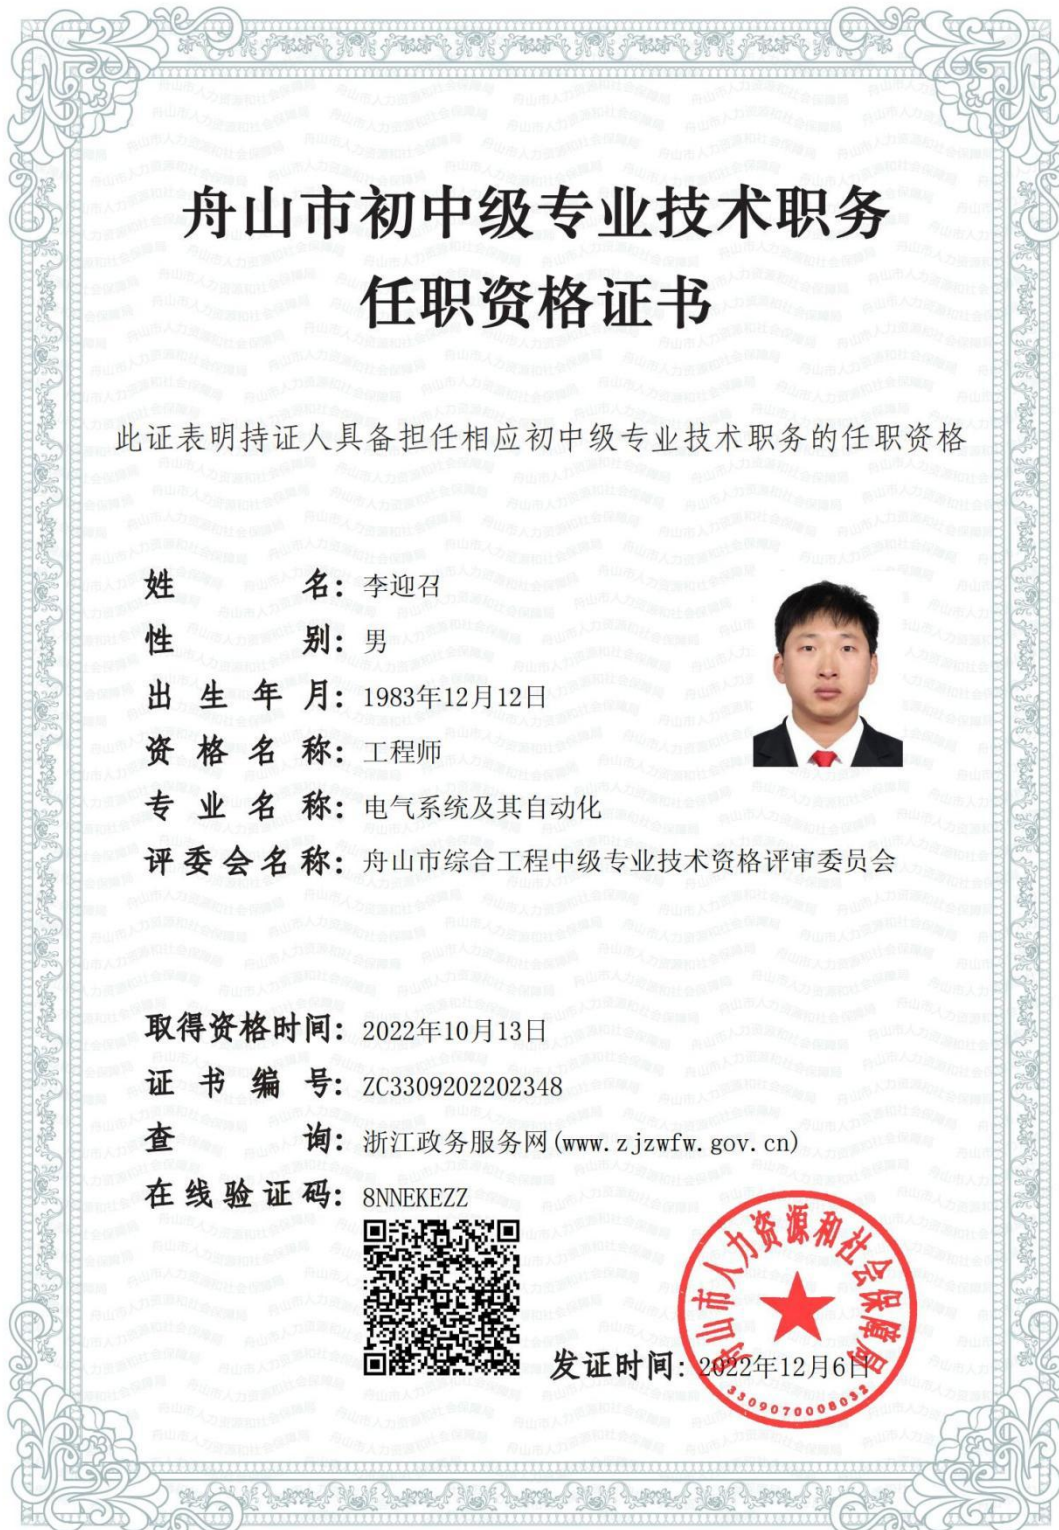 舟山市初中级专业技术职务
任职资格证书
此证表明持证人具备担任相应初中级专业技术职务的任职资格
姓名：李迎召
性别：男
出生年月：1983年12月12日
资格名称：工程师
专业名称：电气系统及其自动化
评委会名称：舟山市综合工程中级专业技术资格评审委员会
取得资格时间：2022年10月13日
证书编号：ZC3309202202348
查询：浙江政务服务网(www.zjzwfw.gov.cn)
在线验证码：8NNEKEZZ
舟山市人力资源和社会保障局
发证时间：2022年12月6日
3309070008032